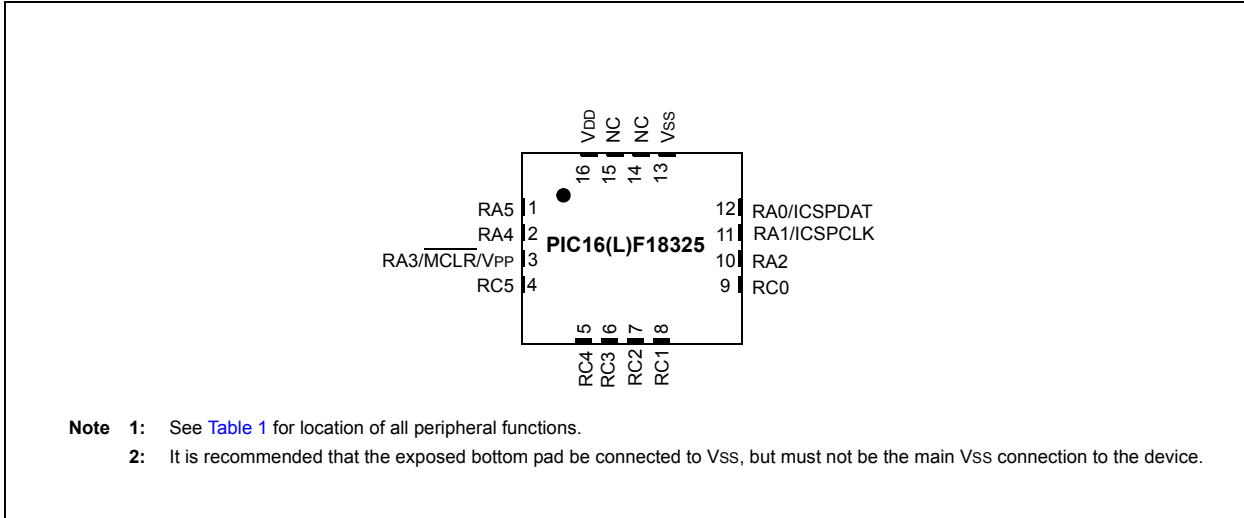 VDD
NC
NC
VSS
16
15
14
13
RA5 1
RA4 2
RA3/MCLR/VPP 3
RC5 4
PIC16(L)F18325
12 RA0/ICSPDAT
11 RA1/ICSPCLK
10 RA2
9 RC0
5
6
7
8
RC4
RC3
RC2
RC1
Note 1: See Table 1 for location of all peripheral functions.
2: It is recommended that the exposed bottom pad be connected to VSS, but must not be the main VSS connection to the device.